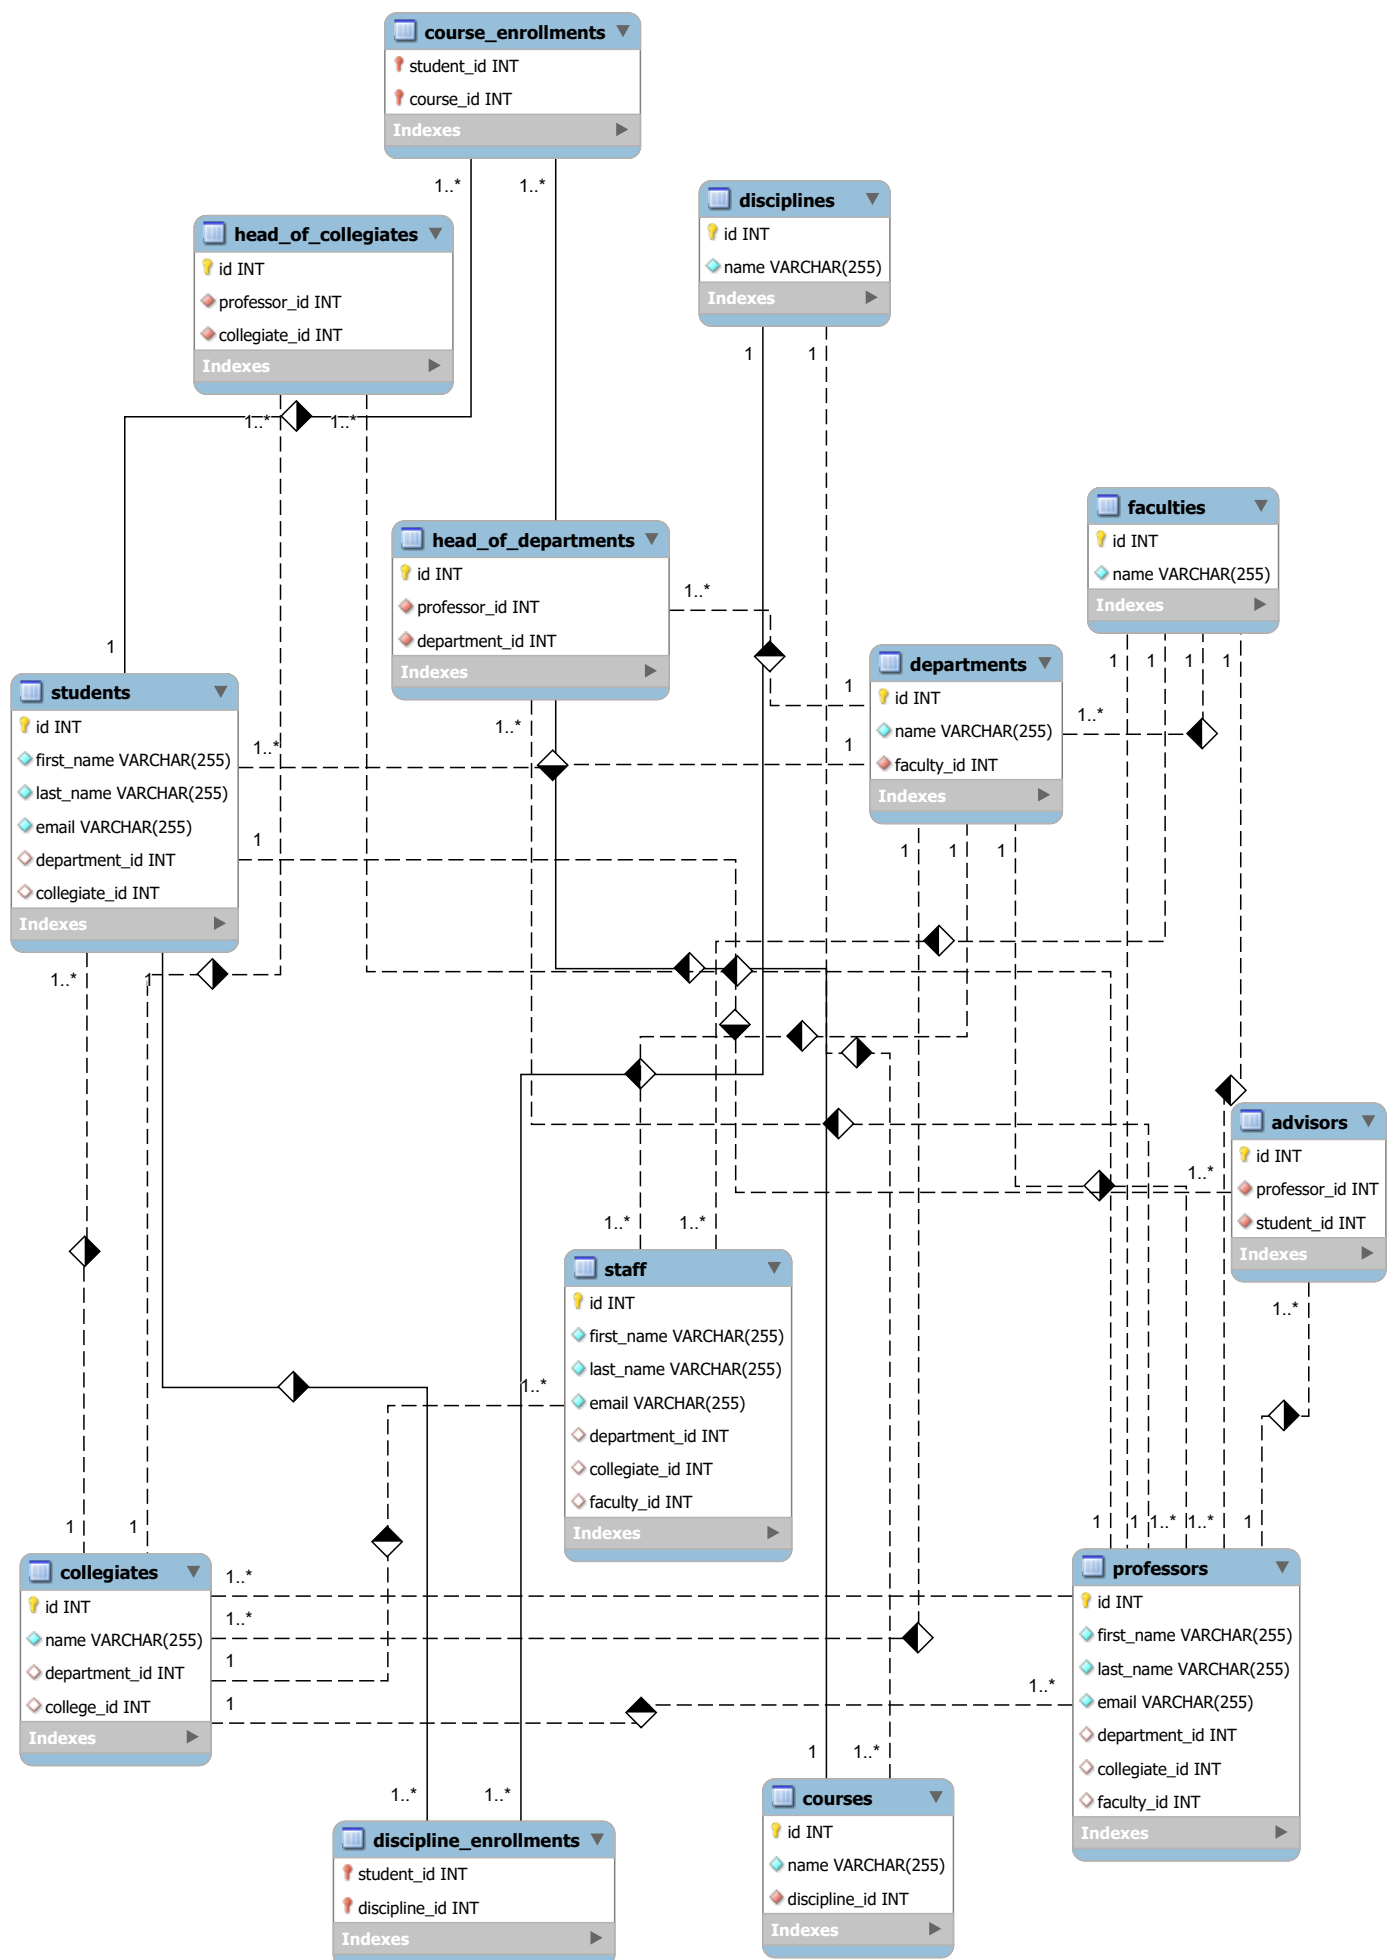 course_enrollments
student_id INT
course_id INT
Indexes
1..*
1..*
disciplines
id INT
name VARCHAR(255)
Indexes
1
1
head_of_collegiates
id INT
professor_id INT
collegiate_id INT
Indexes
1..*
1..*
faculties
id INT
name VARCHAR(255)
Indexes
1
1
1
1
head_of_departments
id INT
professor_id INT
department_id INT
Indexes
1..*
1..*
departments
id INT
name VARCHAR(255)
faculty_id INT
Indexes
1
1
1..*
1
1
1
1
students
id INT
first_name VARCHAR(255)
last_name VARCHAR(255)
email VARCHAR(255)
department_id INT
collegiate_id INT
Indexes
1..*
1
1..*
1
advisors
id INT
professor_id INT
student_id INT
Indexes
1..*
1..*
1..*
1..*
staff
id INT
first_name VARCHAR(255)
last_name VARCHAR(255)
email VARCHAR(255)
department_id INT
collegiate_id INT
faculty_id INT
Indexes
1..*
1
1
collegiates
id INT
name VARCHAR(255)
department_id INT
college_id INT
Indexes
1..*
1..*
1
1
1
1
1..*
1..*
1
professors
id INT
first_name VARCHAR(255)
last_name VARCHAR(255)
email VARCHAR(255)
department_id INT
collegiate_id INT
faculty_id INT
Indexes
1..*
1
1..*
courses
id INT
name VARCHAR(255)
discipline_id INT
Indexes
1..*
1..*
discipline_enrollments
student_id INT
discipline_id INT
Indexes